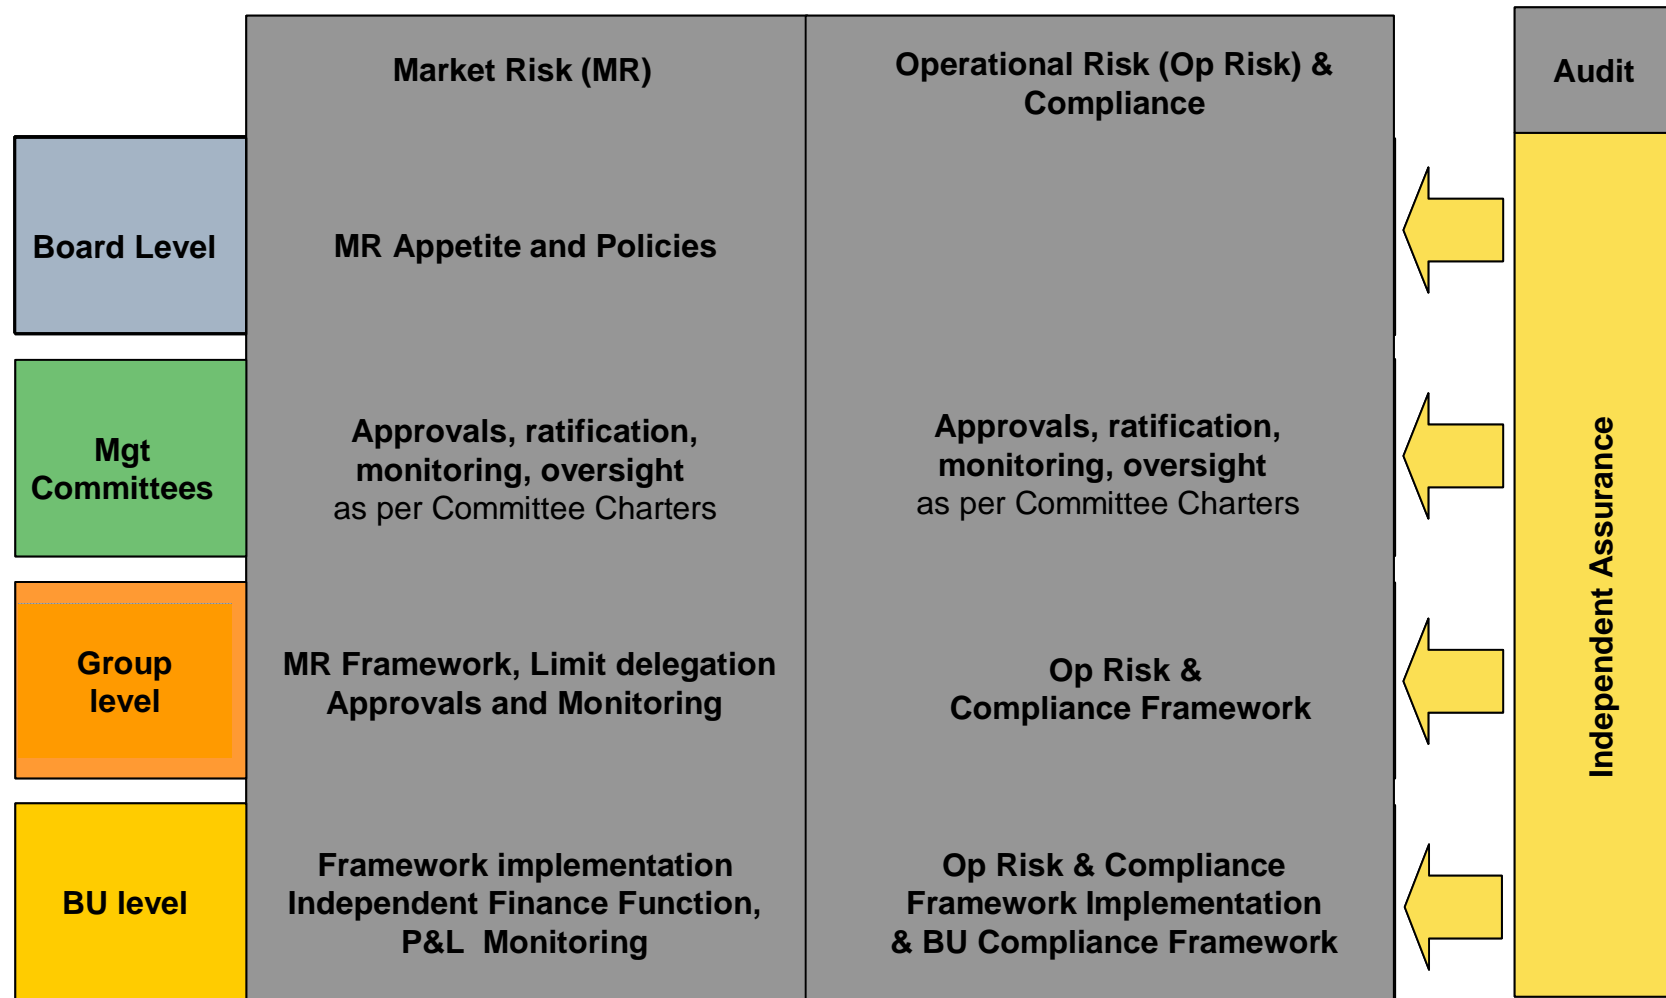 Market Risk (MR)
Operational Risk (Op Risk) &
Compliance
Audit
Board Level
MR Appetite and Policies
Mgt
Committees
Approvals, ratification,
monitoring, oversight
as per Committee Charters
Approvals, ratification,
monitoring, oversight
as per Committee Charters
Group
level
MR Framework, Limit delegation
Approvals and Monitoring
Op Risk &
Compliance Framework
BU level
Framework implementation
Independent Finance Function,
P&L  Monitoring
Op Risk & Compliance
Framework Implementation
& BU Compliance Framework
Independent Assurance